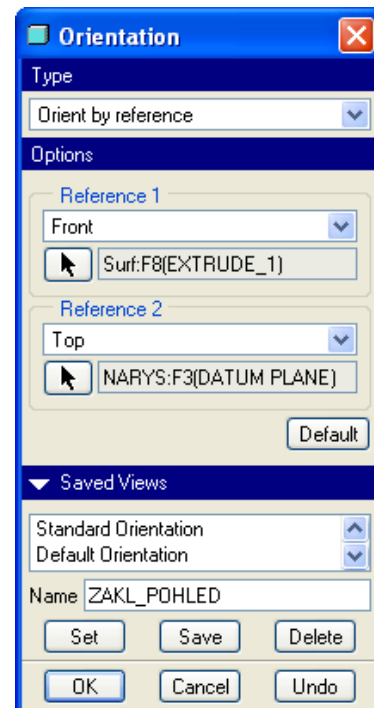 Orientation
Type
Orient by reference
Options
Reference 1
Front
Surf:F8(EXTRUDE_1)
Reference 2
Top
NARYS:F3(DATUM PLANE)
Default
Saved Views
Standard Orientation
Default Orientation
Name ZAKL_POHLED
Set Save Delete
OK Cancel Undo